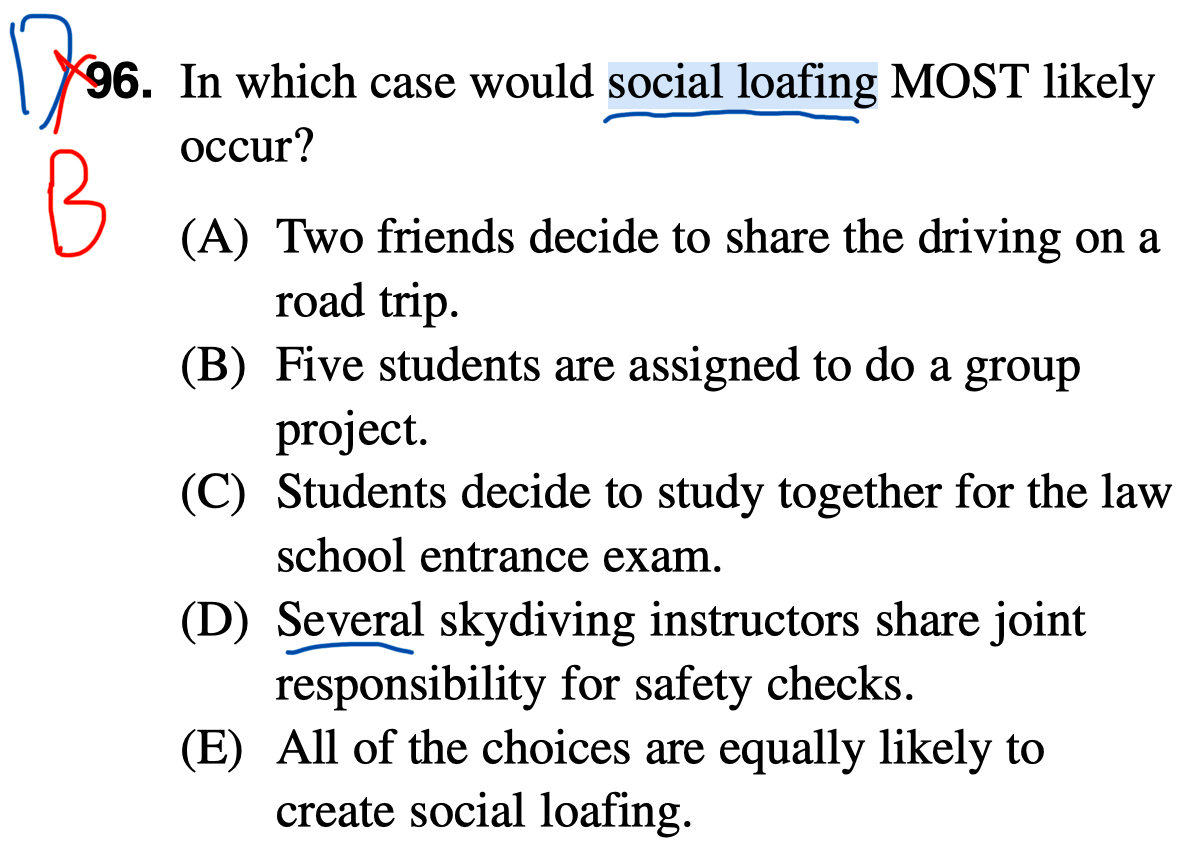 D
96. In which case would social loafing MOST likely
occur?
B
(A) Two friends decide to share the driving on a
road trip.
(B) Five students are assigned to do a group
project.
(C) Students decide to study together for the law
school entrance exam.
(D) Several skydiving instructors share joint
responsibility for safety checks.
(E) All of the choices are equally likely to
create social loafing.